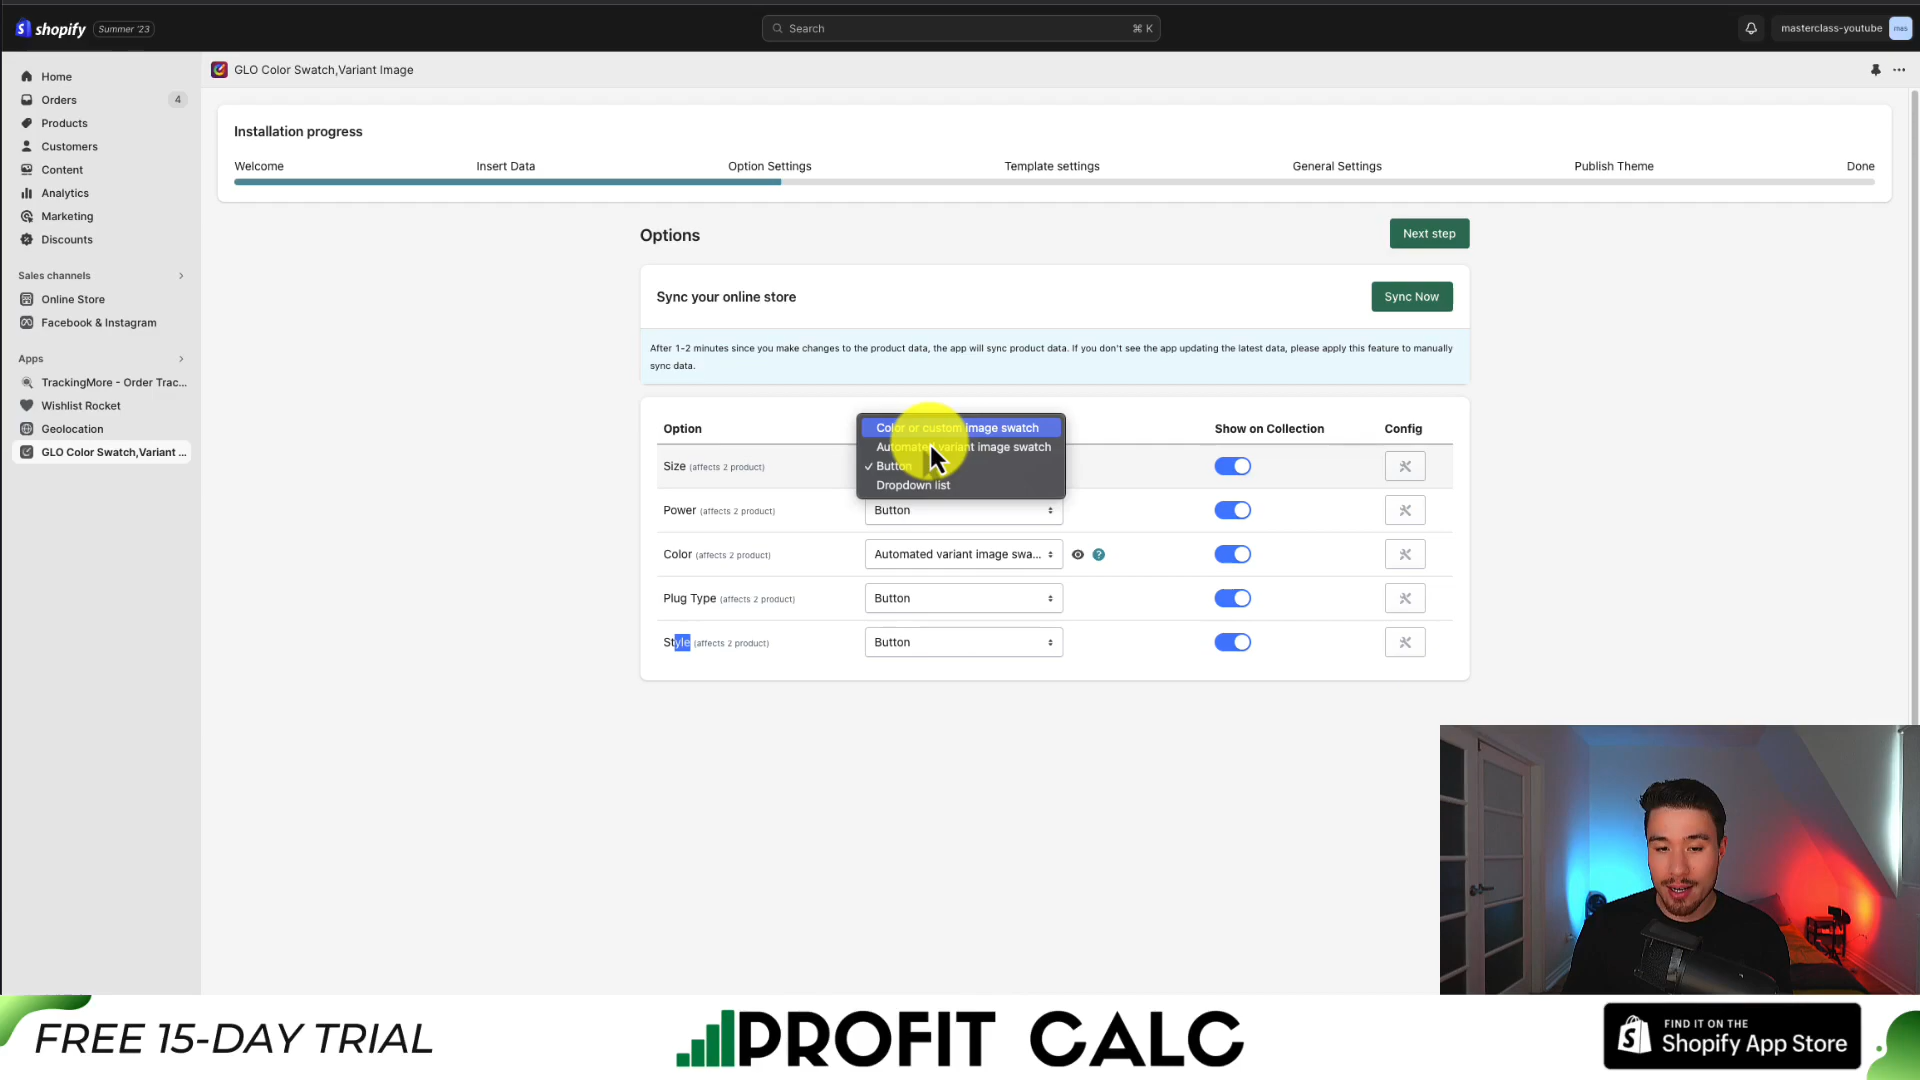 shopify Summer '23
Search ⌘ K
masterclass-youtube mas
Home
Orders 4
Products
Customers
Content
Analytics
Marketing
Discounts
Sales channels
Online Store
Facebook & Instagram
Apps
TrackingMore - Order Trac...
Wishlist Rocket
Geolocation
GLO Color Swatch,Variant ...
GLO Color Swatch,Variant Image
Installation progress
Welcome Insert Data Option Settings Template settings General Settings Publish Theme Done
Options Next step
Sync your online store Sync Now
After 1-2 minutes since you make changes to the product data, the app will sync product data. If you don't see the app updating the latest data, please apply this feature to manually
sync data.
Option Show on Collection Config
Color or custom image swatch
Automated variant image swatch
✓ Button
Dropdown list
Size (affects 2 product)
Power (affects 2 product) Button
Color (affects 2 product) Automated variant image swa... ?
Plug Type (affects 2 product) Button
Style (affects 2 product) Button
FREE 15-DAY TRIAL
PROFIT CALC
FIND IT ON THE
Shopify App Store